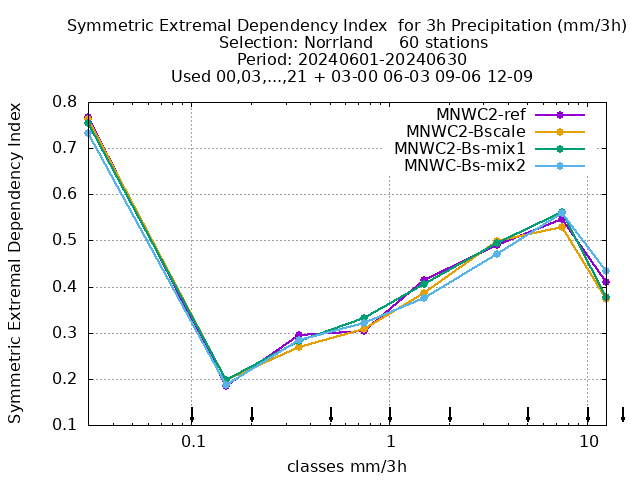 Symmetric Extremal Dependency Index  for 3h Precipitation (mm/3h)
Selection: Norrland     60 stations
Period: 20240601-20240630
Used 00,03,...,21 + 03-00 06-03 09-06 12-09
Symmetric Extremal Dependency Index
0.8
0.7
0.6
0.5
0.4
0.3
0.2
0.1
MNWC2-ref
MNWC2-Bscale
MNWC2-Bs-mix1
MNWC-Bs-mix2
0.1 1 10
classes mm/3h